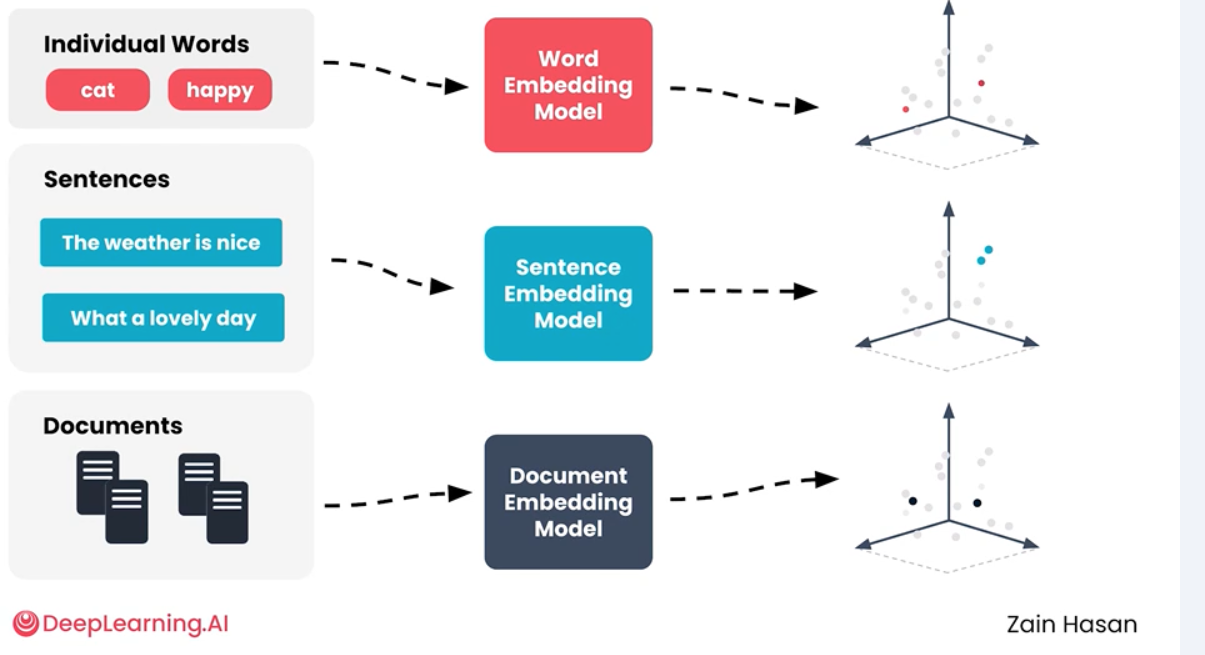 Individual Words
cat
happy
Word
Embedding
Model
Sentences
The weather is nice
What a lovely day
Sentence
Embedding
Model
Documents
Document
Embedding
Model
DeepLearning.AI
Zain Hasan